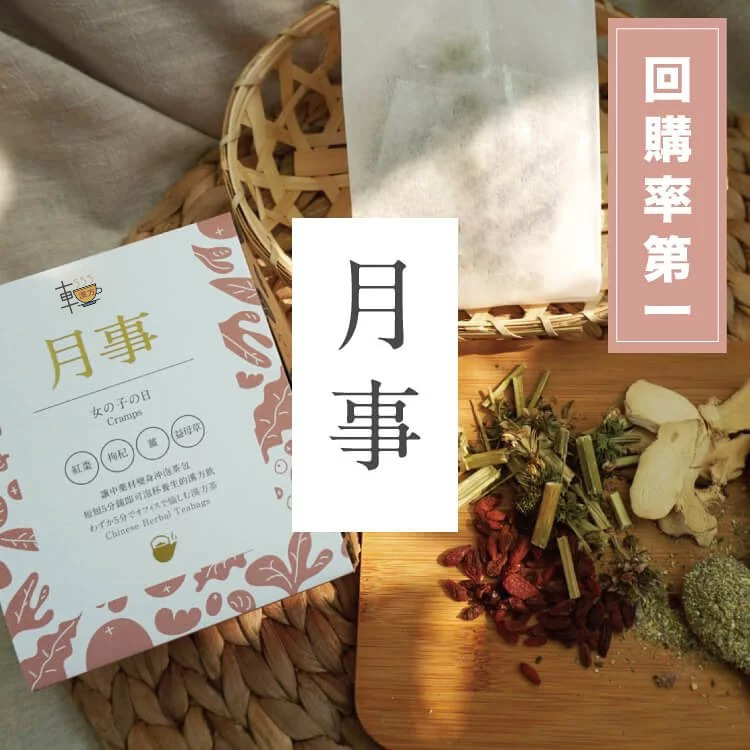 回購率第一
月事
車
漢方
月事
女の子の日
Cramps
紅棗
枸杞
薑
益母草
讓中藥材變身沖泡茶包
短短5分鐘即可泡杯養生的漢方飲
わずか5分でオフィスで愉しむ漢方茶
Chinese Herbal Teabags